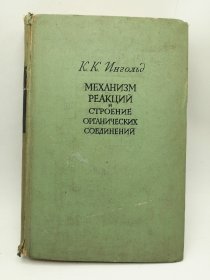 К. К. Ингольд
МЕХАНИЗМ
РЕАКЦИЙ
И
СТРОЕНИЕ
ОРГАНИЧЕСКИХ
СОЕДИНЕНИЙ